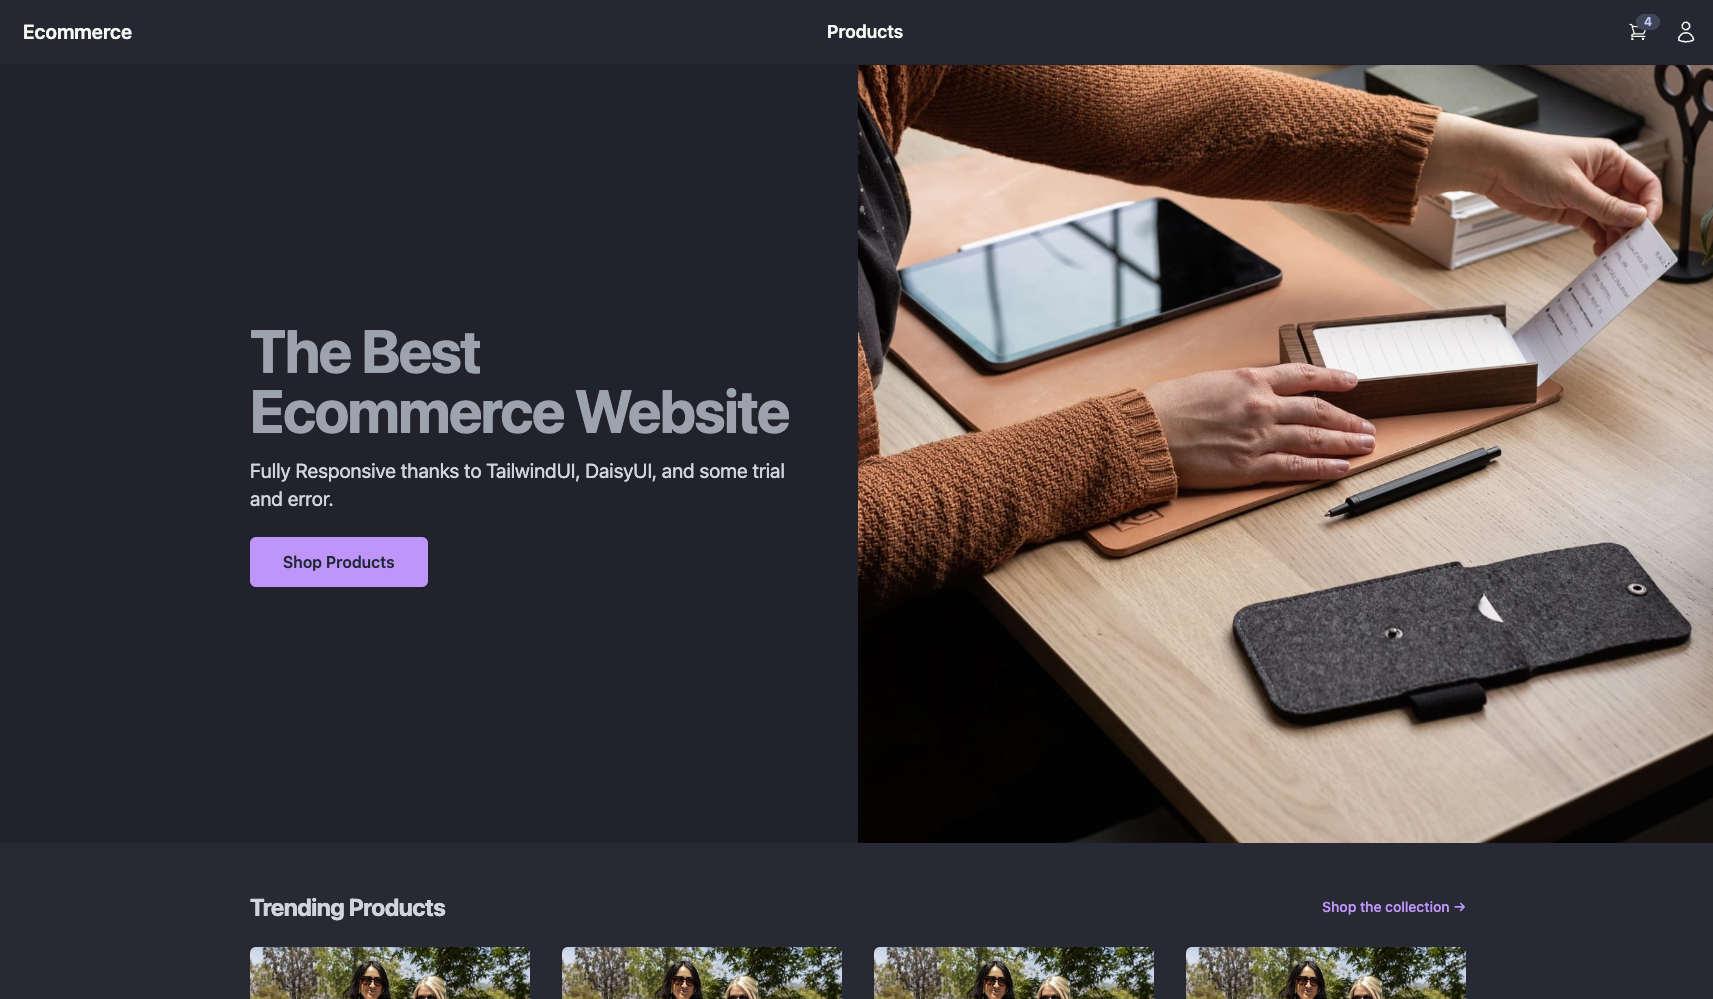 Ecommerce
Products
4
The Best
Ecommerce Website
Fully Responsive thanks to TailwindUI, DaisyUI, and some trial
and error.
Shop Products
Trending Products
Shop the collection →